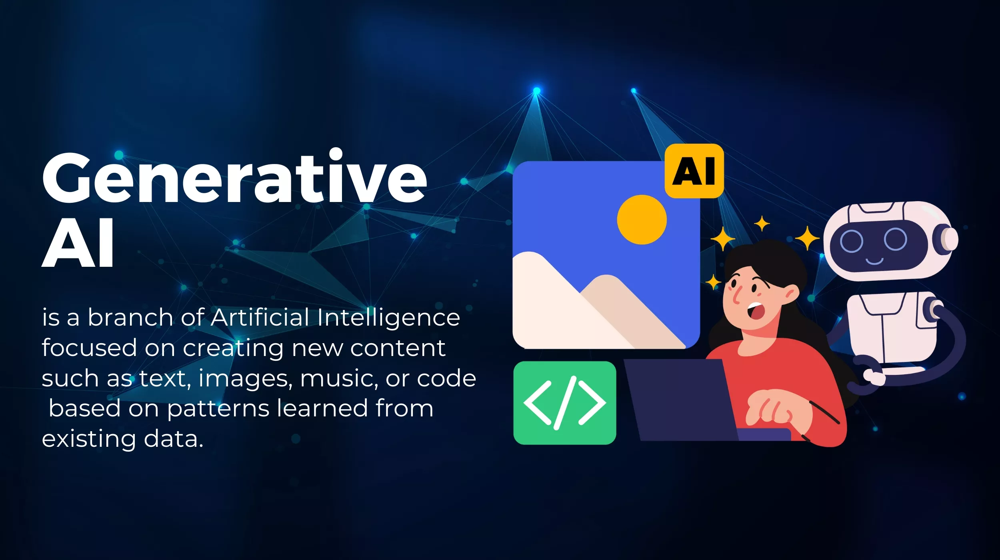 Generative
AI
is a branch of Artificial Intelligence
focused on creating new content
such as text, images, music, or code
based on patterns learned from
existing data.
AI
</>